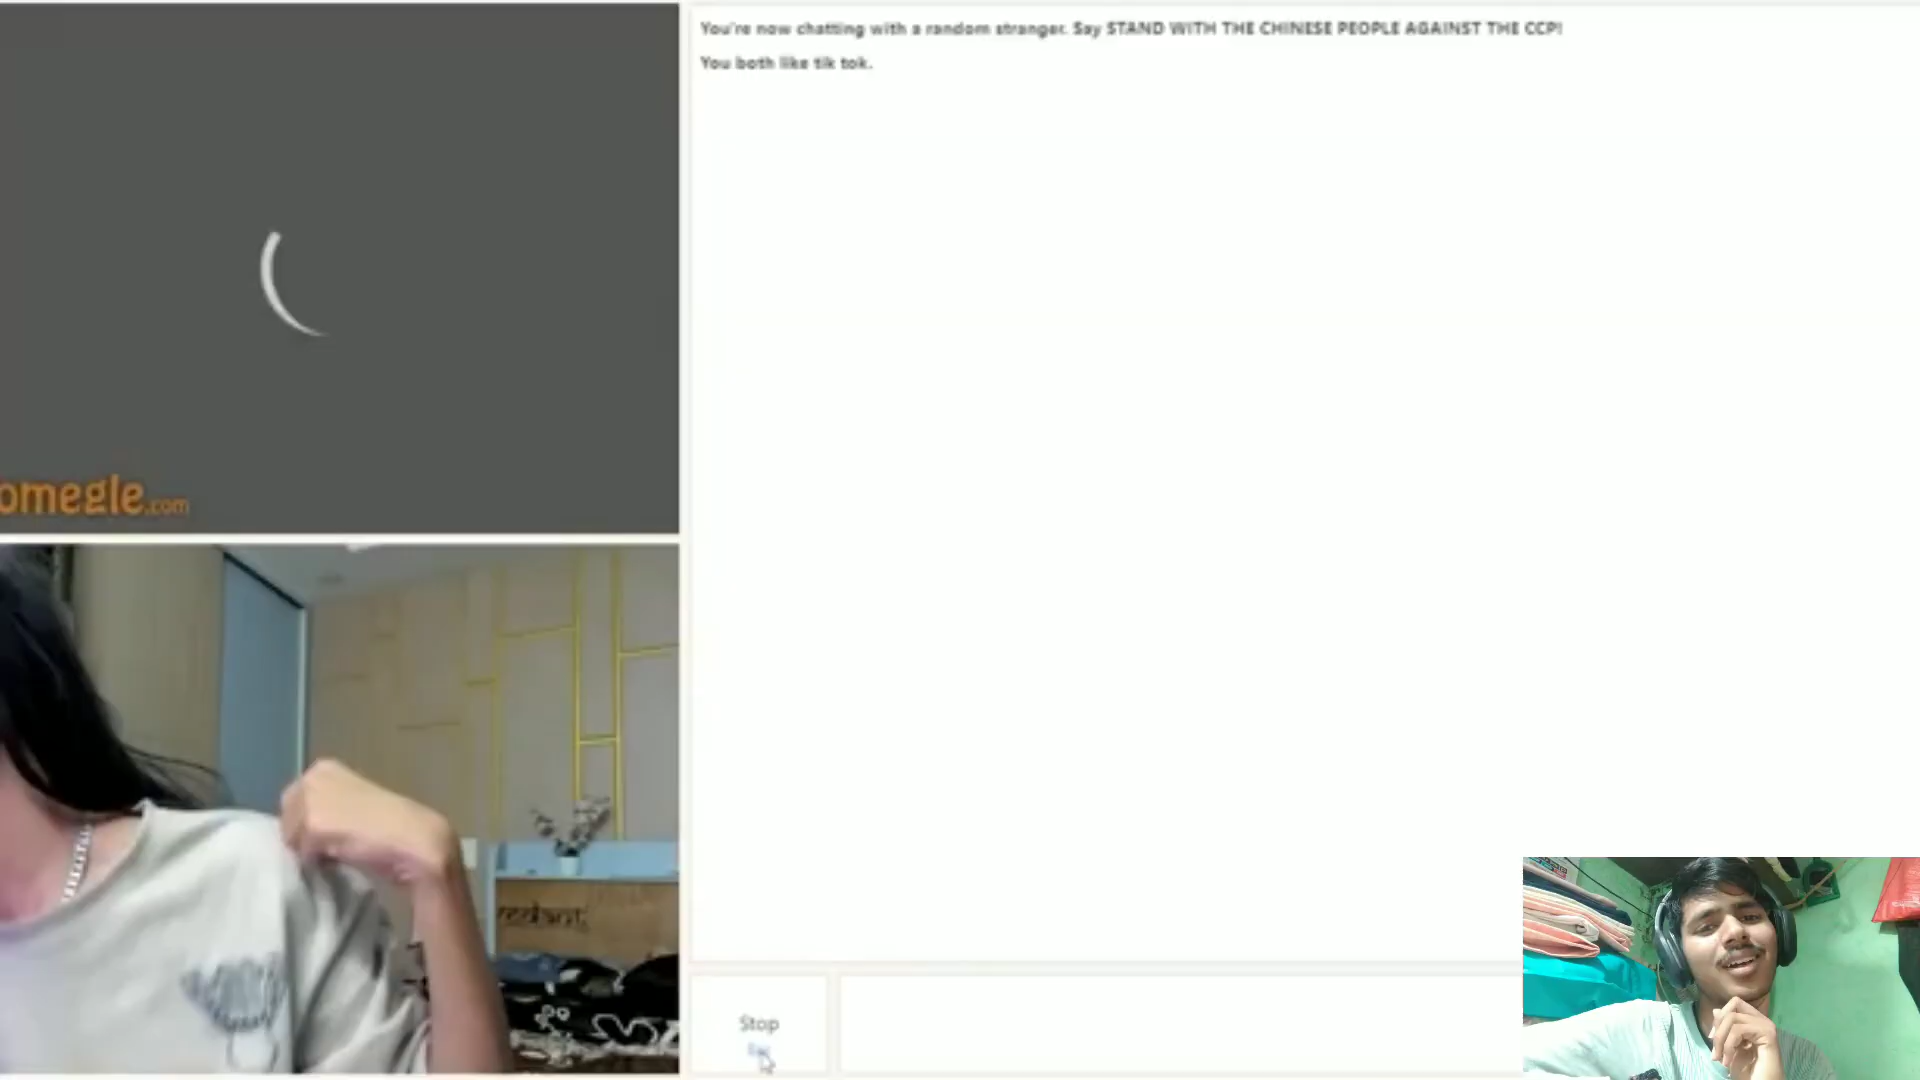 You're now chatting with a random stranger. Say STAND WITH THE CHINESE PEOPLE AGAINST THE CCP!
You both like tik tok.
omegle.com
vedant
Stop